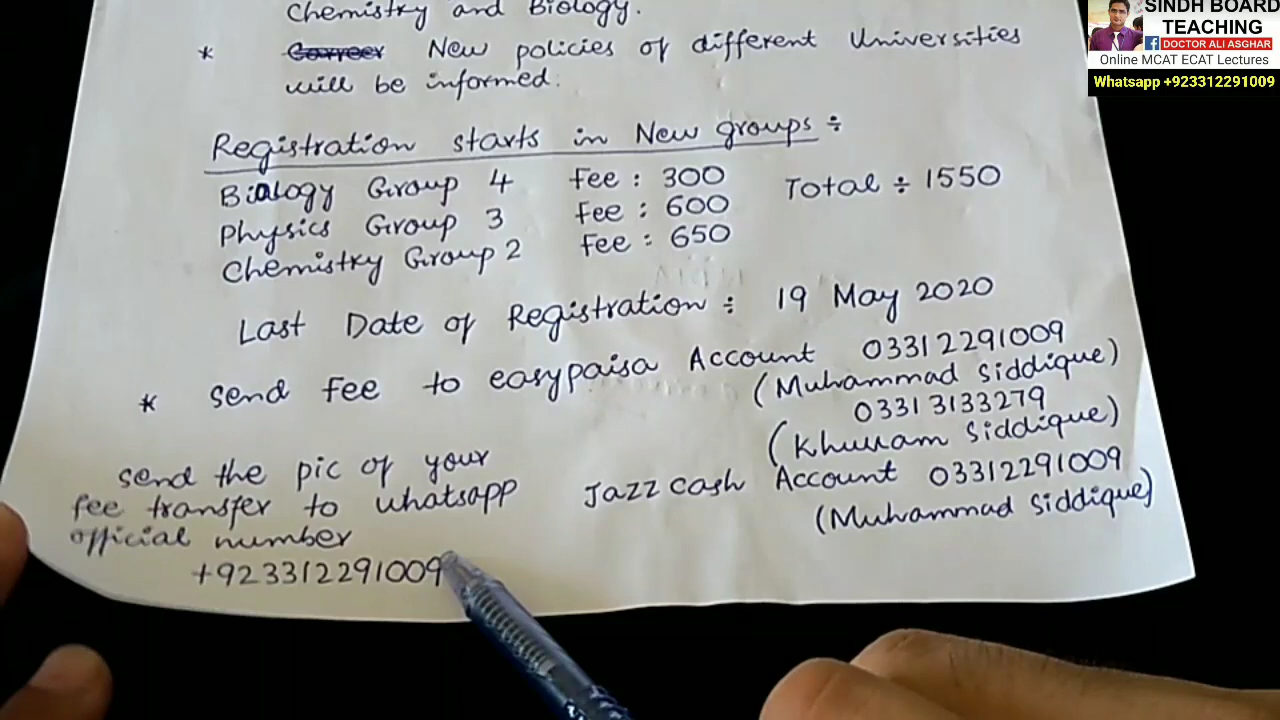 Chemistry and Biology.
* Carreer New policies of different Universities
will be informed.
Registration starts in New groups ÷
Biology Group 4 Fee : 300 Total ÷ 1550
Physics Group 3 Fee : 600
Chemistry Group 2 Fee : 650
Last Date of Registration ÷ 19 May 2020
* Send Fee to easypaisa Account 03312291009
(Muhammad Siddique)
03313133279
(Khurram Siddique)
Send the pic of your
fee transfer to whatsapp
official number
+923312291009
Jazz cash Account 03312291009
(Muhammad Siddique)
SINDH BOARD
TEACHING
f DOCTOR ALI ASGHAR
Online MCAT ECAT Lectures
Whatsapp +923312291009